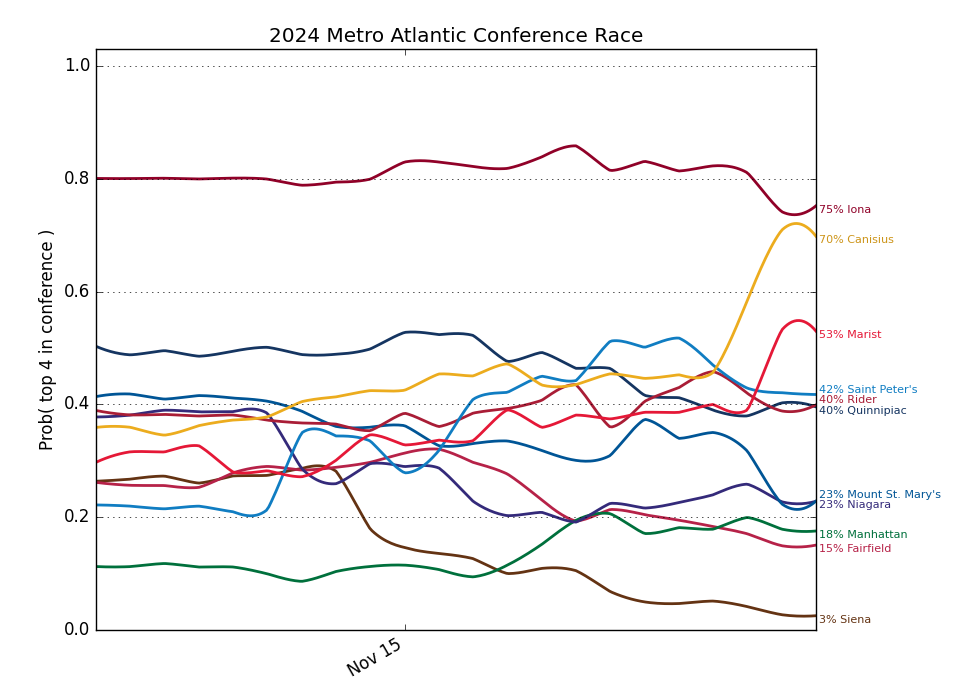 2024 Metro Atlantic Conference Race
Prob( top 4 in conference )
1.0
0.8
0.6
0.4
0.2
0.0
Nov 15
75% Iona
70% Canisius
53% Marist
42% Saint Peter's
40% Rider
40% Quinnipiac
23% Mount St. Mary's
23% Niagara
18% Manhattan
15% Fairfield
3% Siena